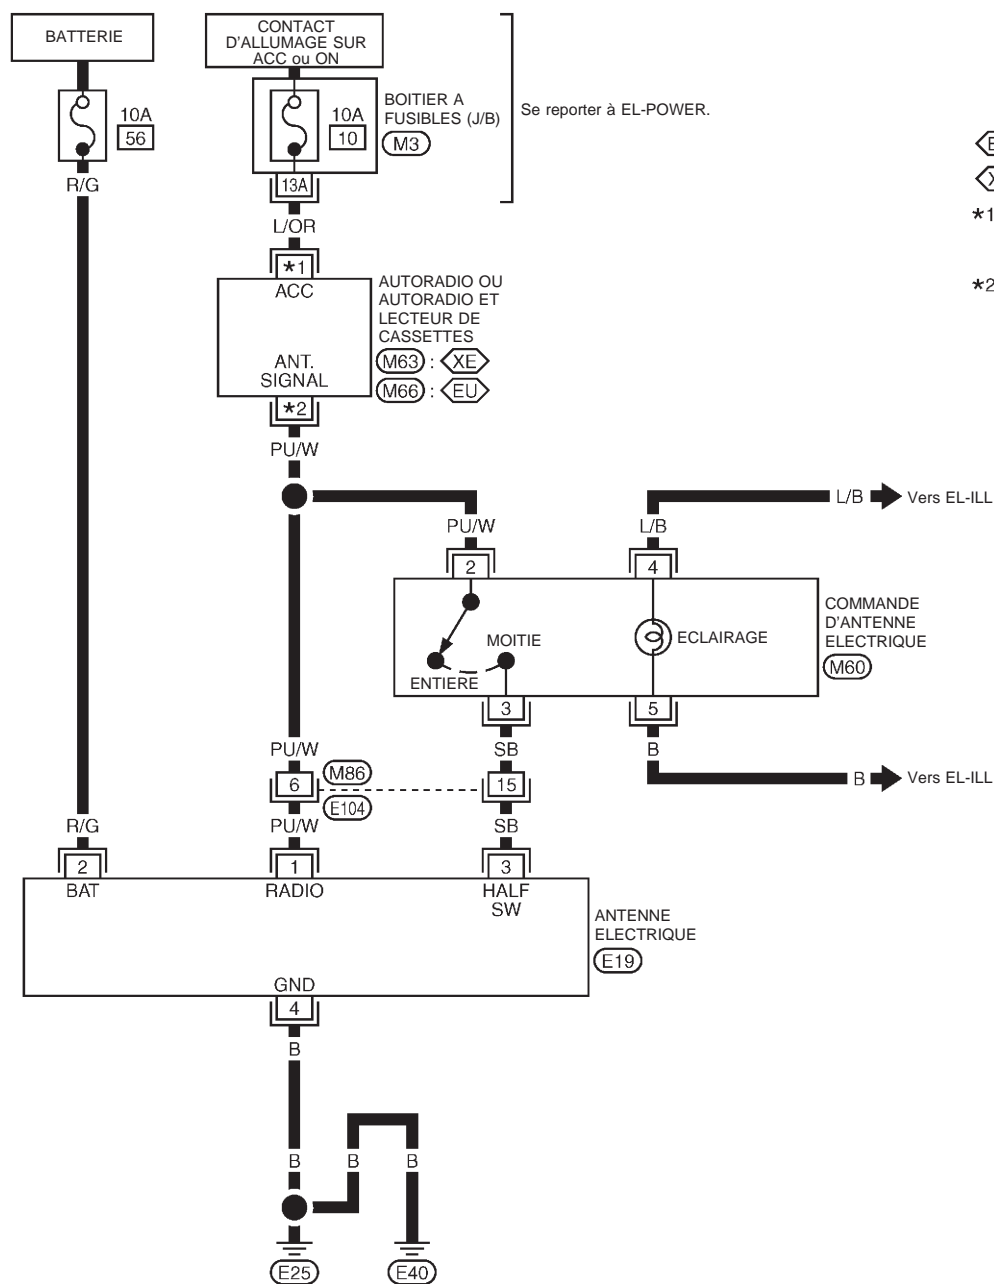 BATTERIE
CONTACT
D'ALLUMAGE SUR
ACC ou ON
10A
56
10A
10
BOITIER A
FUSIBLES (J/B)
M3
Se reporter à EL-POWER.
R/G
13A
L/OR
*1
*1
*2
ACC
AUTORADIO OU
AUTORADIO ET
LECTEUR DE
CASSETTES
M63 : XE
M66 : EU
ANT.
SIGNAL
*2
PU/W
PU/W
L/B
L/B
Vers EL-ILL
2
4
COMMANDE
D'ANTENNE
ELECTRIQUE
M60
MOITIE
ENTIERE
ECLAIRAGE
3
5
PU/W
SB
B
B
Vers EL-ILL
6
M86
E104
15
R/G
PU/W
SB
2
1
3
BAT
RADIO
HALF
SW
ANTENNE
ELECTRIQUE
E19
GND
4
B
B
B
B
E25
E40